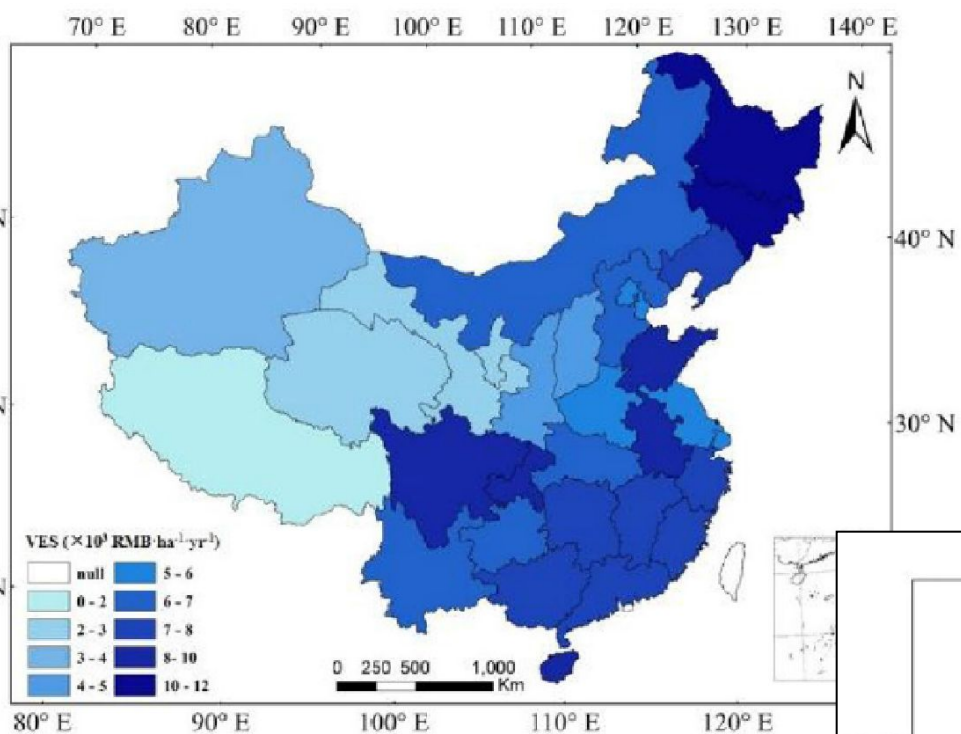 70° E 80° E 90° E 100° E 110° E 120° E 130° E 140° E
N
40° N
30° N
VES (×10³ RMB·ha⁻¹·yr⁻¹)
null 5 - 6
0 - 2 6 - 7
2 - 3 7 - 8
3 - 4 8 - 10
4 - 5 10 - 12
0 250 500 1,000
Km
80° E 90° E 100° E 110° E 120° E